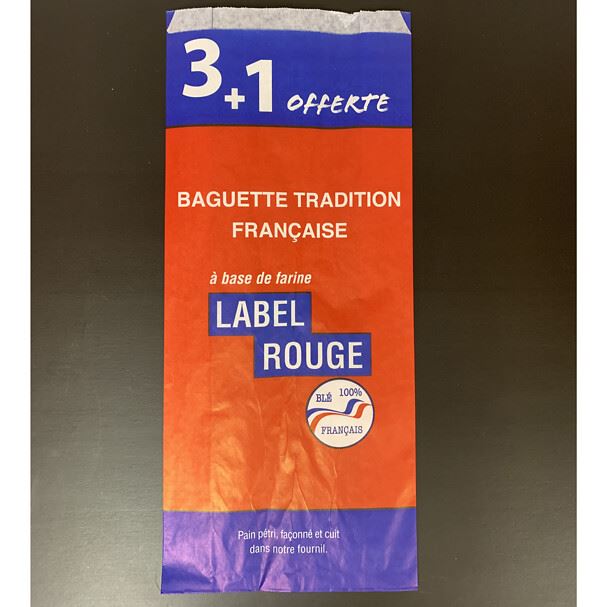 3+1 OFFERTE
BAGUETTE TRADITION
FRANÇAISE
à base de farine
LABEL
ROUGE
BLÉ 100%
FRANÇAIS
Pain pétri, façonné et cuit
dans notre fournil.